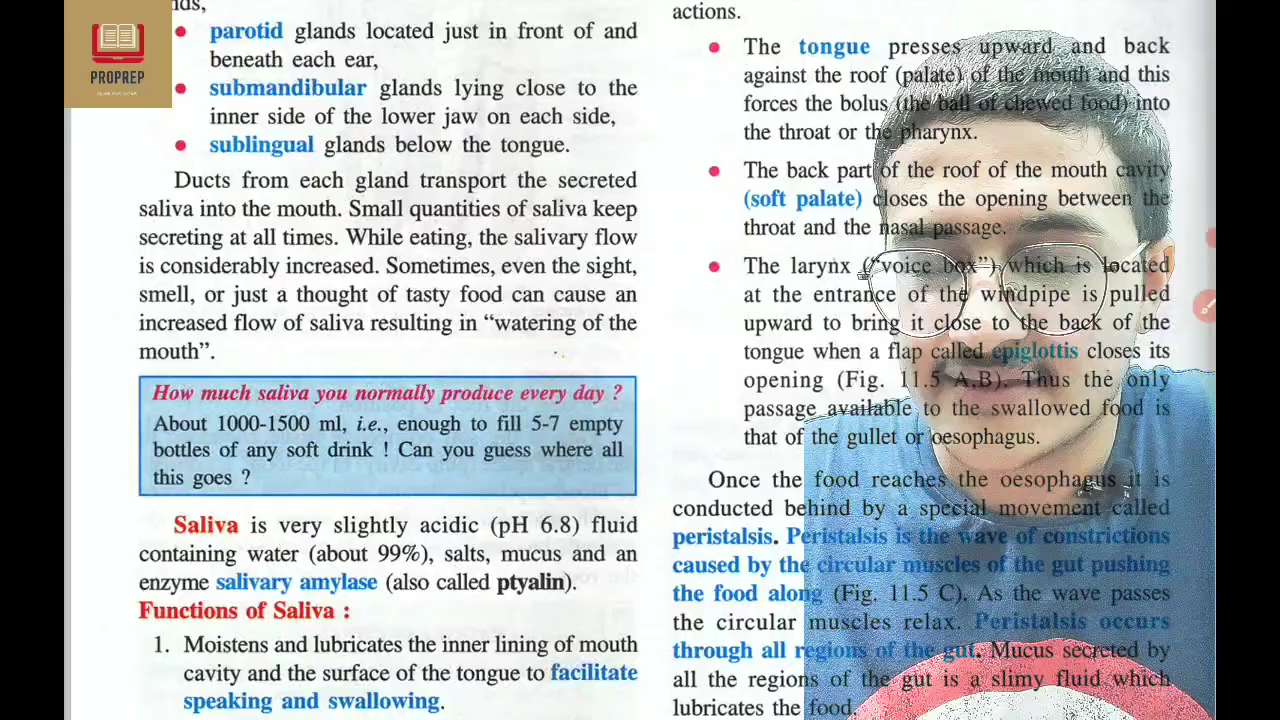 nds,
PROPREP
• parotid glands located just in front of and
beneath each ear,
• submandibular glands lying close to the
inner side of the lower jaw on each side,
• sublingual glands below the tongue.
Ducts from each gland transport the secreted
saliva into the mouth. Small quantities of saliva keep
secreting at all times. While eating, the salivary flow
is considerably increased. Sometimes, even the sight,
smell, or just a thought of tasty food can cause an
increased flow of saliva resulting in “watering of the
mouth”.
How much saliva you normally produce every day ?
About 1000-1500 ml, i.e., enough to fill 5-7 empty
bottles of any soft drink ! Can you guess where all
this goes ?
Saliva is very slightly acidic (pH 6.8) fluid
containing water (about 99%), salts, mucus and an
enzyme salivary amylase (also called ptyalin).
Functions of Saliva :
1. Moistens and lubricates the inner lining of mouth
cavity and the surface of the tongue to facilitate
speaking and swallowing.
actions.
• The tongue presses upward and back
against the roof (palate) of the mouth and this
forces the bolus (the ball of chewed food) into
the throat or the pharynx.
• The back part of the roof of the mouth cavity
(soft palate) closes the opening between the
throat and the nasal passage.
• The larynx (“voice box”) which is located
at the entrance of the windpipe is pulled
upward to bring it close to the back of the
tongue when a flap called epiglottis closes its
opening (Fig. 11.5 A,B). Thus the only
passage available to the swallowed food is
that of the gullet or oesophagus.
Once the food reaches the oesophagus it is
conducted behind by a special movement called
peristalsis. Peristalsis is the wave of constrictions
caused by the circular muscles of the gut pushing
the food along (Fig. 11.5 C). As the wave passes
the circular muscles relax. Peristalsis occurs
through all regions of the gut. Mucus secreted by
all the regions of the gut is a slimy fluid which
lubricates the food.